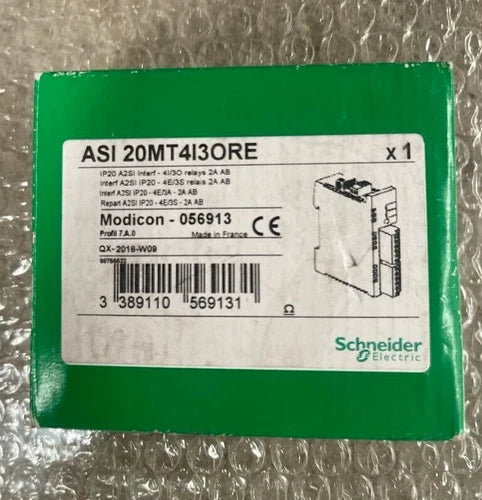 ASI 20MT4I3ORE x 1
IP20 A2SI Interf - 4I/3O relays 2A AB
Interf A2SI IP20 - 4E/3S relais 2A AB
Interf A2SI IP20 - 4E/3A - 2A AB
Repart A2SI IP20 - 4E/3S - 2A AB
Modicon - 056913 CE
Profil 7.A.0 Made in France
QX-2016-W09
3 389110 569131
Schneider
Electric